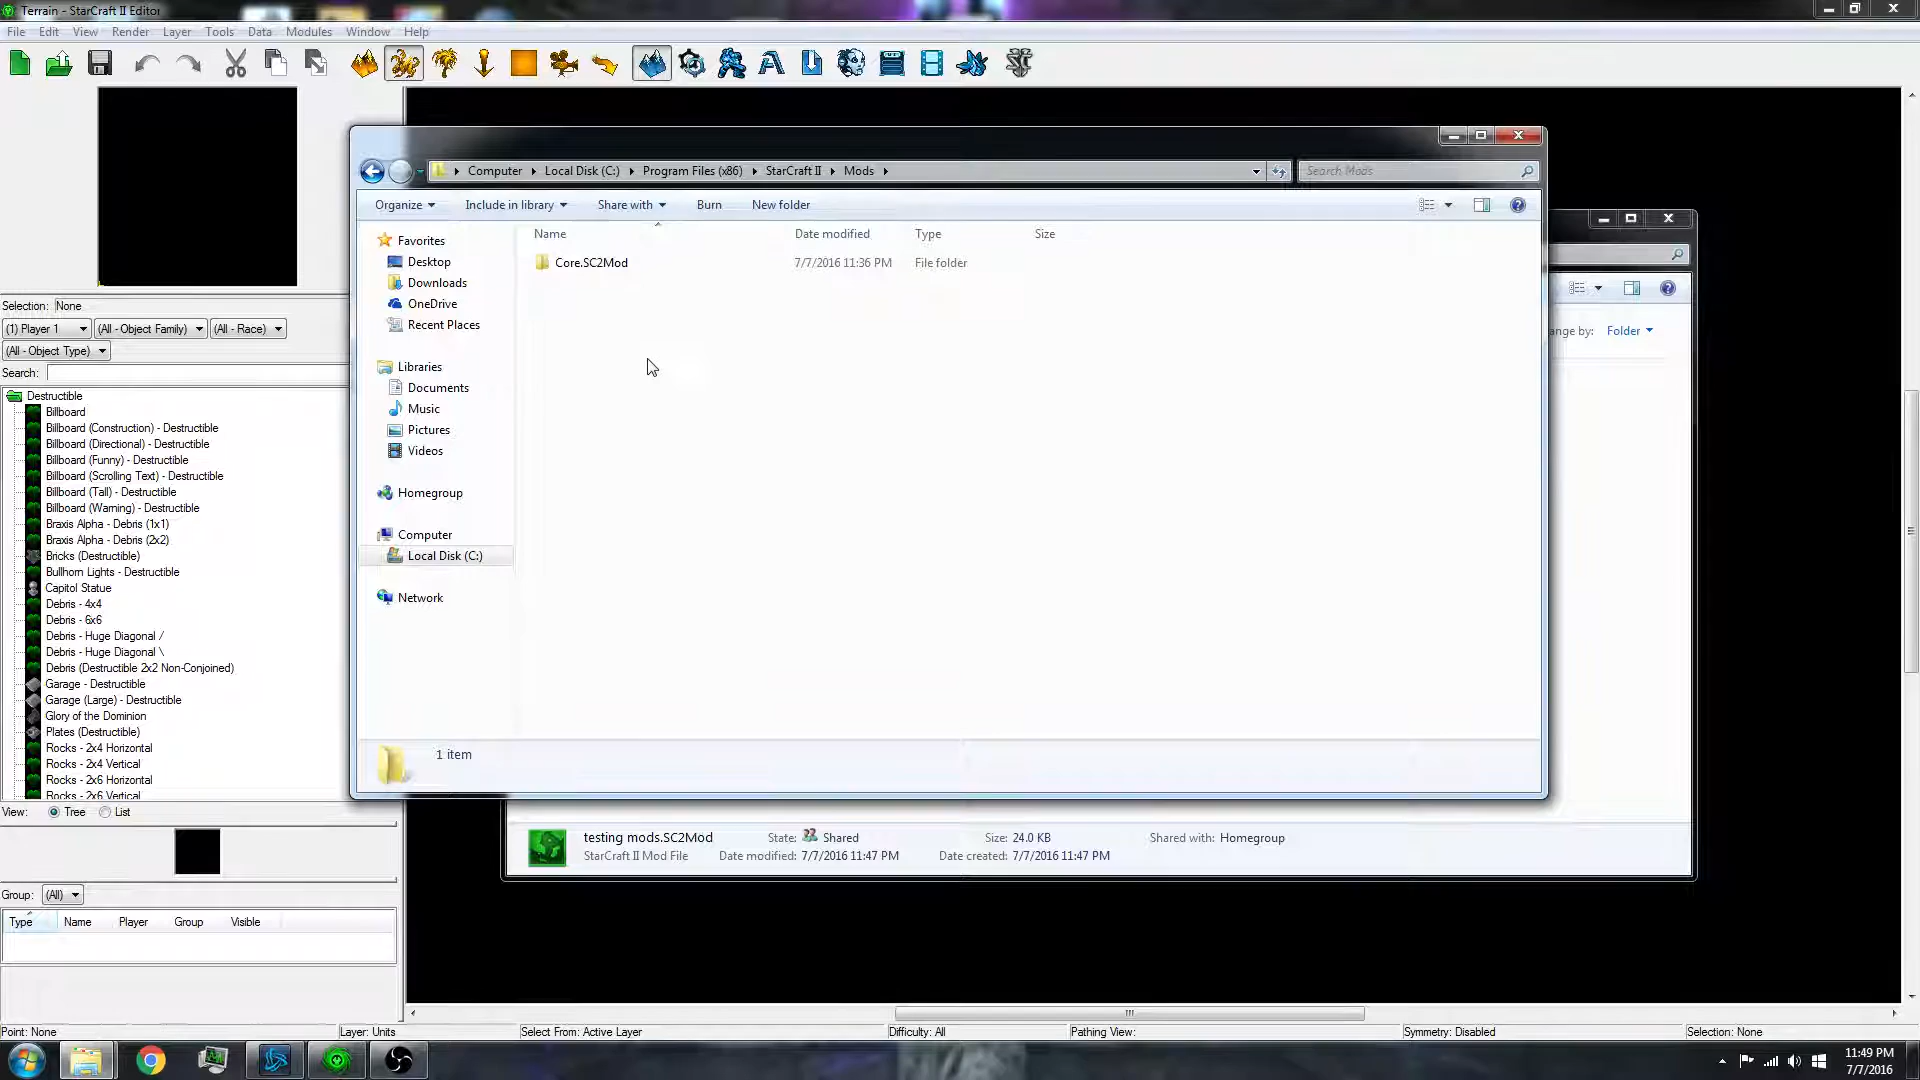 Terrain - StarCraft II Editor
File Edit View Render Layer Tools Data Modules Window Help
Computer Local Disk (C:) Program Files (x86) StarCraft II Mods Search Mods
Organize Include in library Share with Burn New folder
Name Date modified Type Size
Core.SC2Mod 7/7/2016 11:36 PM File folder
Favorites
Desktop
Downloads
OneDrive
Recent Places
Libraries
Documents
Music
Pictures
Videos
Homegroup
Computer
Local Disk (C:)
Network
1 item
ange by: Folder
testing mods.SC2Mod State: Shared Size: 24.0 KB Shared with: Homegroup
StarCraft II Mod File Date modified: 7/7/2016 11:47 PM Date created: 7/7/2016 11:47 PM
Selection: None
(1) Player 1 (All - Object Family) (All - Race)
(All - Object Type)
Search:
Destructible
Billboard
Billboard (Construction) - Destructible
Billboard (Directional) - Destructible
Billboard (Funny) - Destructible
Billboard (Scrolling Text) - Destructible
Billboard (Tall) - Destructible
Billboard (Warning) - Destructible
Braxis Alpha - Debris (1x1)
Braxis Alpha - Debris (2x2)
Bricks (Destructible)
Bullhorn Lights - Destructible
Capitol Statue
Debris - 4x4
Debris - 6x6
Debris - Huge Diagonal /
Debris - Huge Diagonal \
Debris (Destructible 2x2 Non-Conjoined)
Garage - Destructible
Garage (Large) - Destructible
Glory of the Dominion
Plates (Destructible)
Rocks - 2x4 Horizontal
Rocks - 2x4 Vertical
Rocks - 2x6 Horizontal
Rocks - 2x6 Vertical
View: Tree List
Group: (All)
Type Name Player Group Visible
Point: None Layer: Units Select From: Active Layer Difficulty: All Pathing View: Symmetry: Disabled Selection: None
11:49 PM
7/7/2016